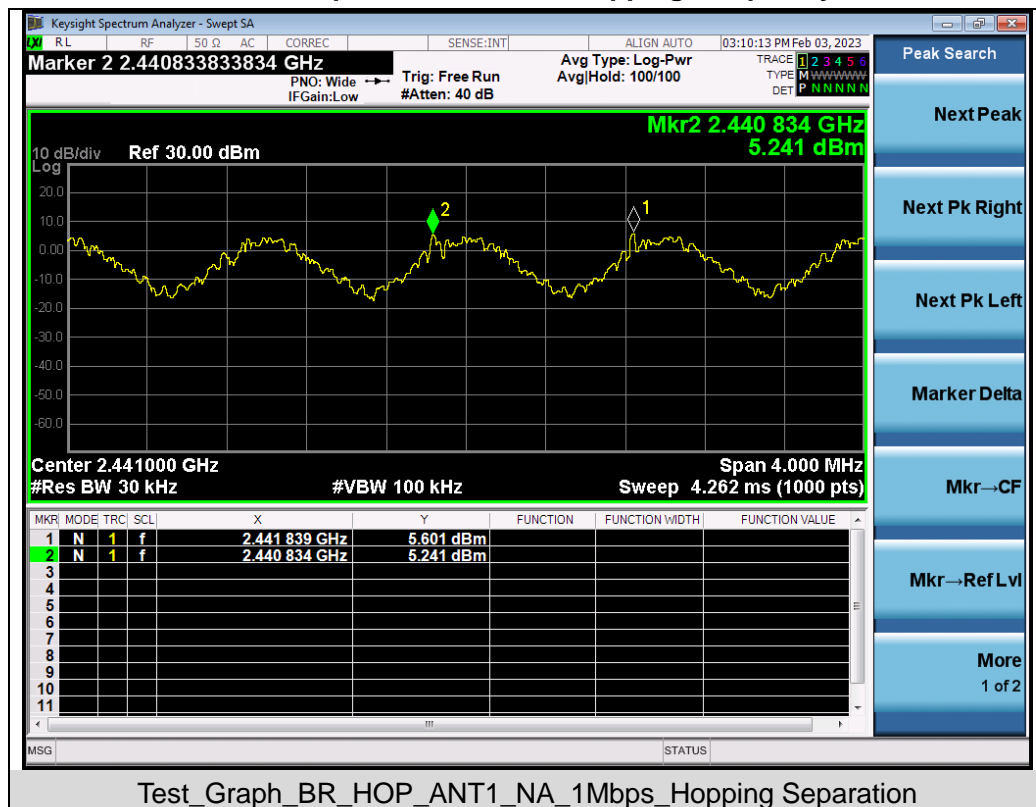 Keysight Spectrum Analyzer - Swept SA
LXI RL RF 50 Ω AC CORREC SENSE:INT ALIGN AUTO 03:10:13 PM Feb 03, 2023
Marker 2 2.440833833834 GHz
PNO: Wide
IFGain:Low
Trig: Free Run
#Atten: 40 dB
Avg Type: Log-Pwr
Avg|Hold: 100/100
TRACE 1 2 3 4 5 6
TYPE M WWWWW
DET P N N N N N
Mkr2 2.440 834 GHz
5.241 dBm
10 dB/div Ref 30.00 dBm
Log
20.0
10.0
0.00
-10.0
-20.0
-30.0
-40.0
-50.0
-60.0
2
1
Center 2.441000 GHz Span 4.000 MHz
#Res BW 30 kHz #VBW 100 kHz Sweep 4.262 ms (1000 pts)
MKR MODE TRC SCL X Y FUNCTION FUNCTION WIDTH FUNCTION VALUE
1 N 1 f 2.441 839 GHz 5.601 dBm
2 N 1 f 2.440 834 GHz 5.241 dBm
3
4
5
6
7
8
9
10
11
MSG STATUS
Peak Search
Next Peak
Next Pk Right
Next Pk Left
Marker Delta
Mkr→CF
Mkr→Ref Lvl
More
1 of 2
Test_Graph_BR_HOP_ANT1_NA_1Mbps_Hopping Separation